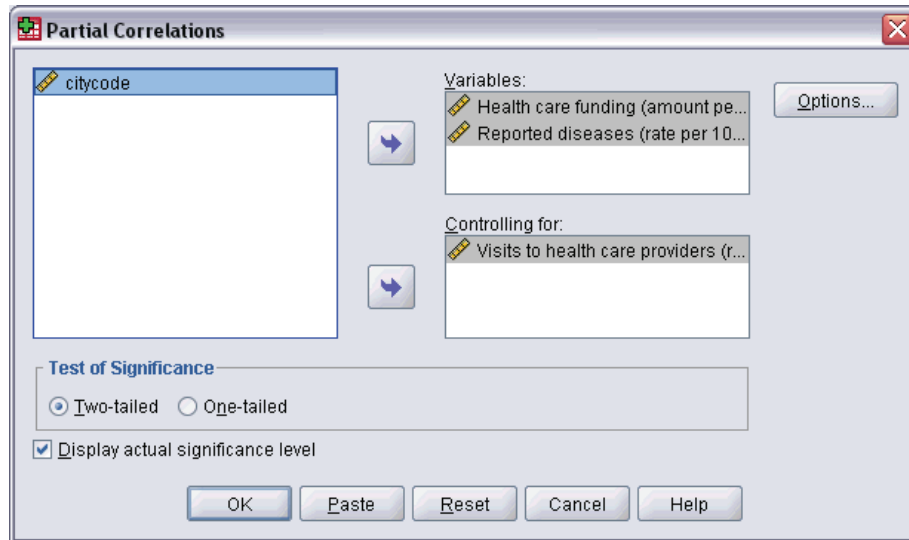 Partial Correlations
citycode
Variables:
Health care funding (amount pe...
Reported diseases (rate per 10...
Options...
Controlling for:
Visits to health care providers (r...
Test of Significance
Two-tailed
One-tailed
Display actual significance level
OK
Paste
Reset
Cancel
Help